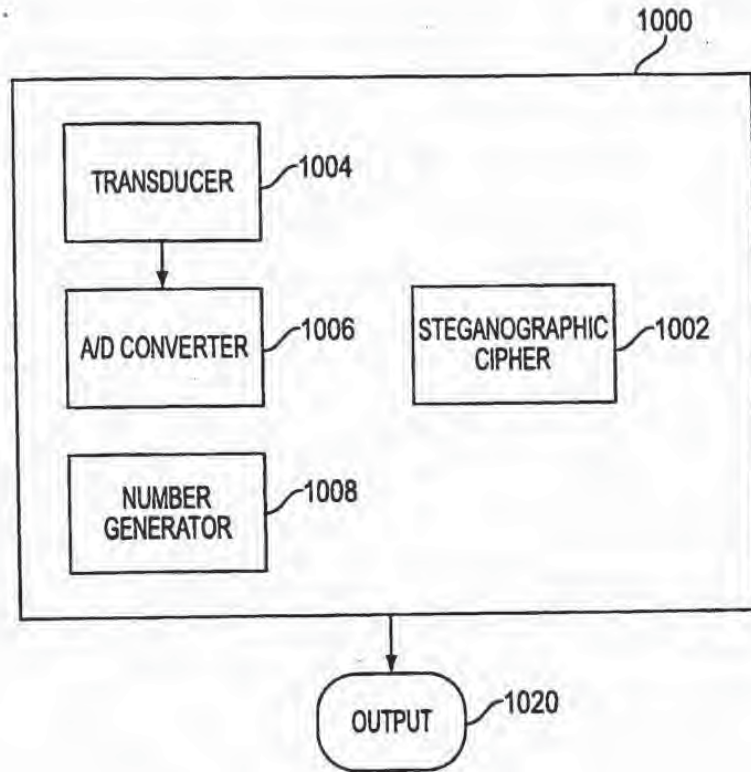 1000
TRANSDUCER
1004
A/D CONVERTER
1006
STEGANOGRAPHIC
CIPHER
1002
NUMBER
GENERATOR
1008
OUTPUT
1020